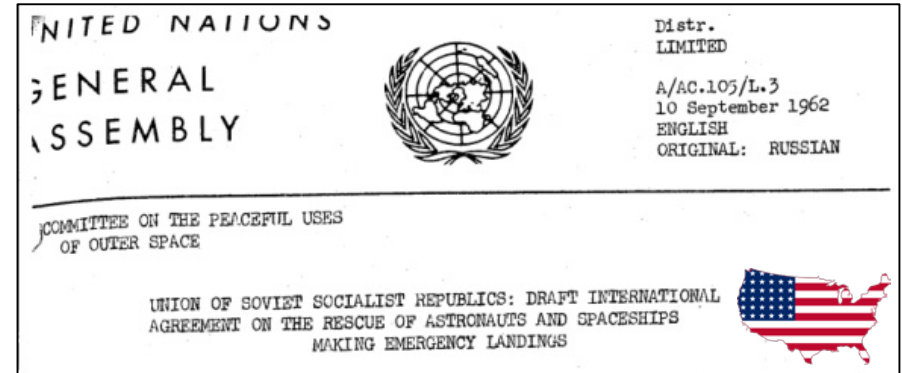 UNITED NATIONS
GENERAL
ASSEMBLY
Distr.
LIMITED
A/AC.105/L.3
10 September 1962
ENGLISH
ORIGINAL: RUSSIAN
COMMITTEE ON THE PEACEFUL USES
OF OUTER SPACE
UNION OF SOVIET SOCIALIST REPUBLICS: DRAFT INTERNATIONAL
AGREEMENT ON THE RESCUE OF ASTRONAUTS AND SPACESHIPS
MAKING EMERGENCY LANDINGS